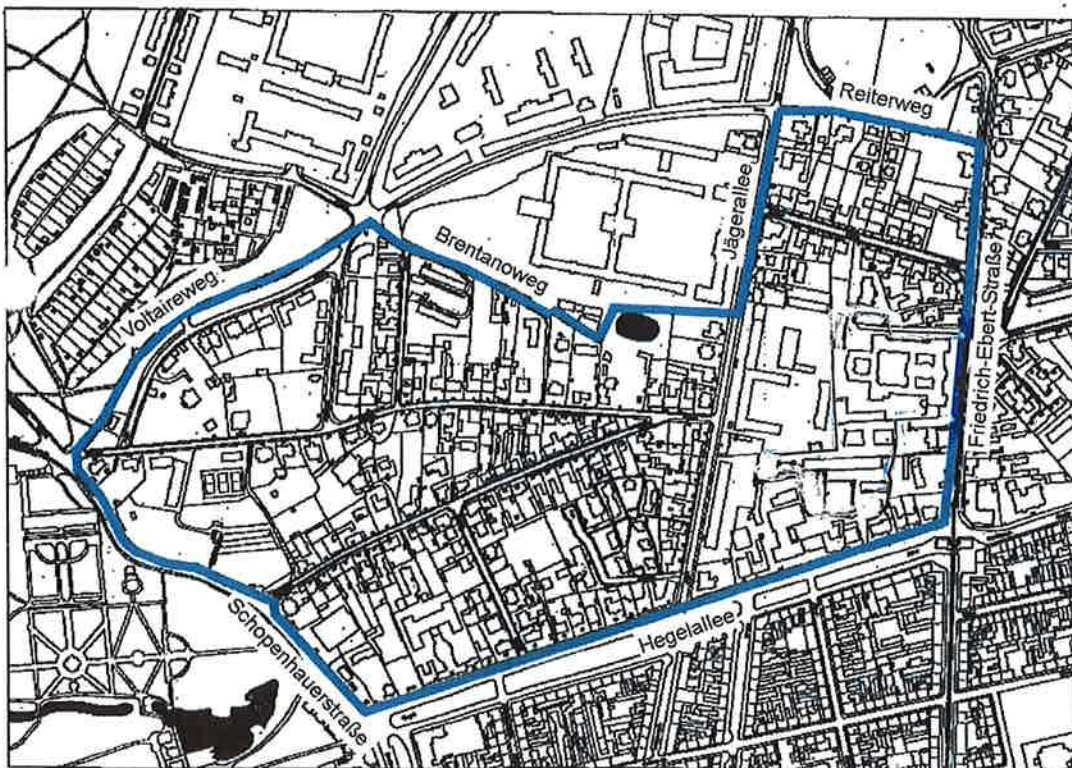 Reiterweg
Jägerallee
Brentanoweg
Voltaireweg
Friedrich-Ebert-Straße
Hegelallee
Schopenhauerstraße